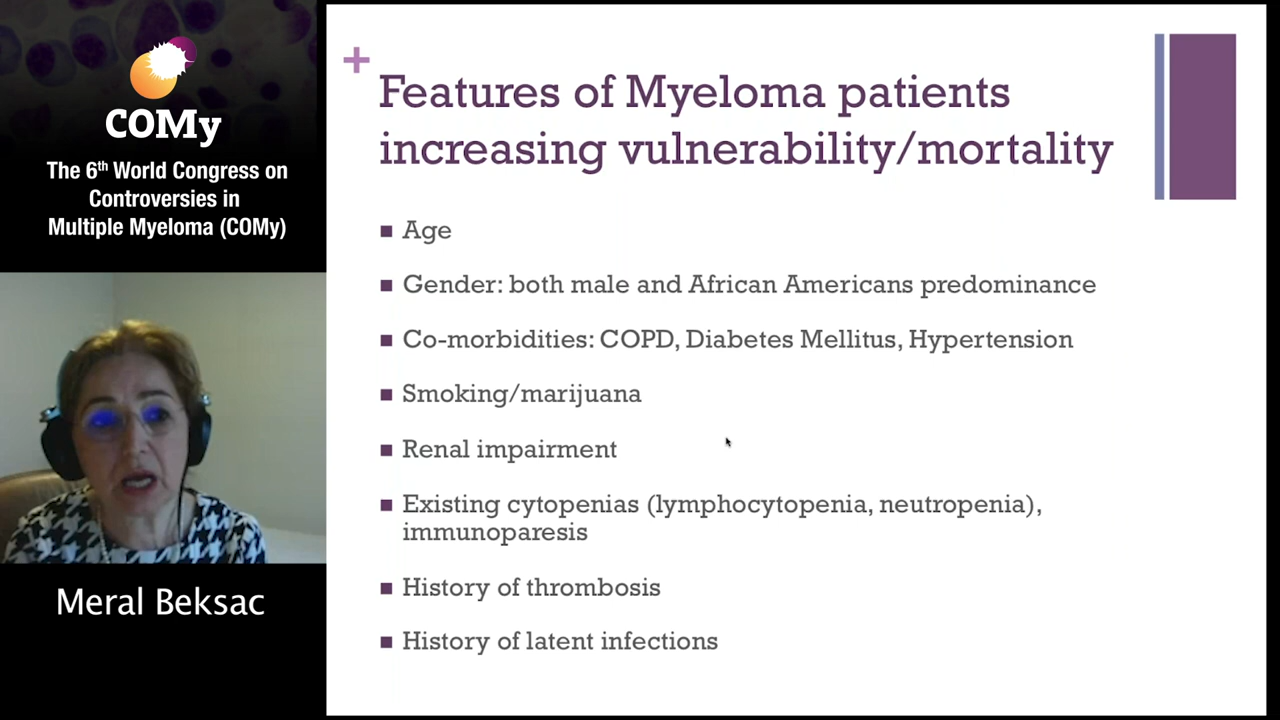 COMy
The 6th World Congress on
Controversies in
Multiple Myeloma (COMy)
Meral Beksac
+
Features of Myeloma patients
increasing vulnerability/mortality
Age
Gender: both male and African Americans predominance
Co-morbidities: COPD, Diabetes Mellitus, Hypertension
Smoking/marijuana
Renal impairment
Existing cytopenias (lymphocytopenia, neutropenia),
immunoparesis
History of thrombosis
History of latent infections